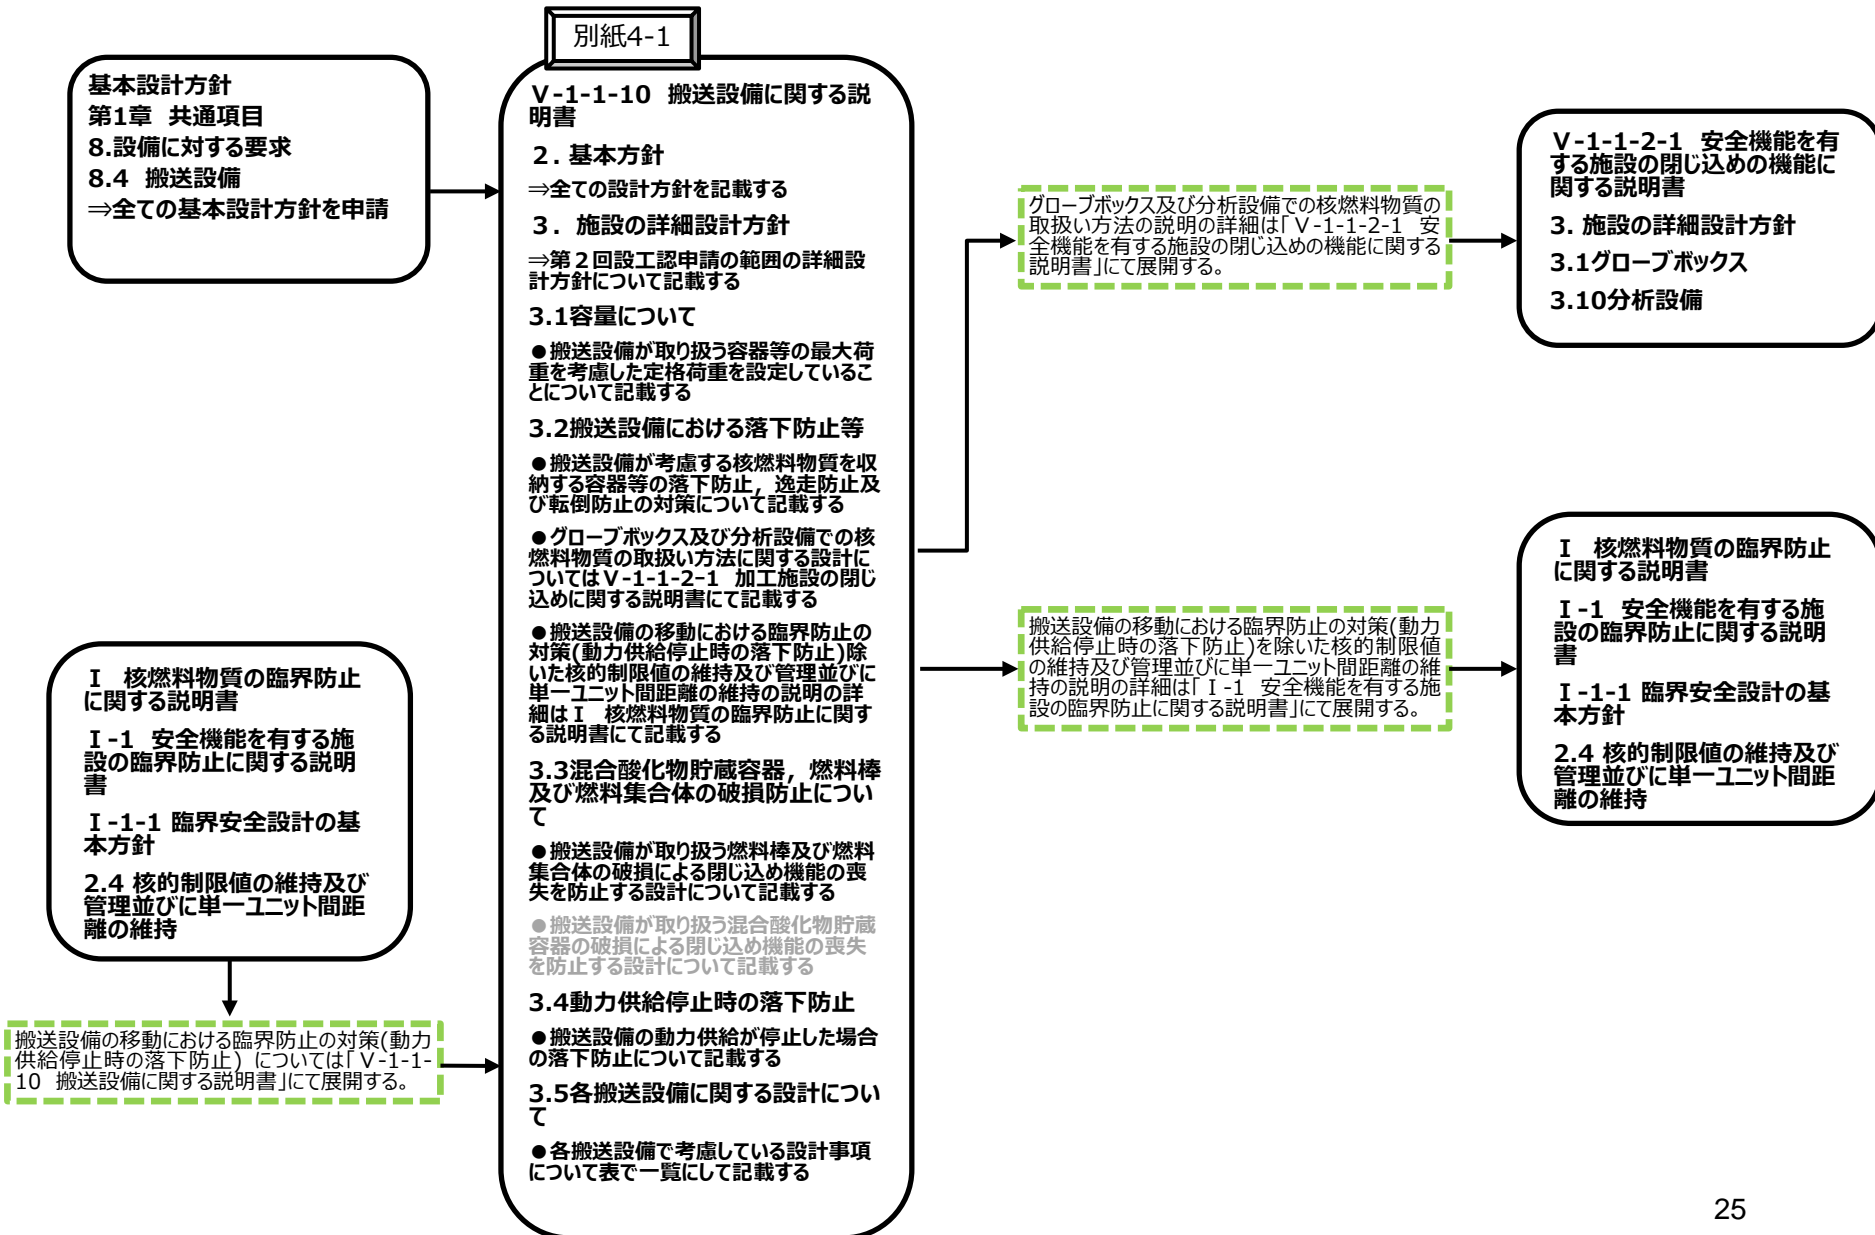 別紙4-1
基本設計方針
第1章 共通項目
8.設備に対する要求
8.4 搬送設備
⇒全ての基本設計方針を申請
Ⅴ-1-1-10 搬送設備に関する説
明書
２．基本方針
⇒全ての設計方針を記載する
３．施設の詳細設計方針
⇒第２回設工認申請の範囲の詳細設
計方針について記載する
3.1容量について
●搬送設備が取り扱う容器等の最大荷
重を考慮した定格荷重を設定しているこ
とについて記載する
3.2搬送設備における落下防止等
●搬送設備が考慮する核燃料物質を収
納する容器等の落下防止，逸走防止及
び転倒防止の対策について記載する
●グローブボックス及び分析設備での核
燃料物質の取扱い方法に関する設計に
ついてはⅤ-1-1-2-1 加工施設の閉じ
込めに関する説明書にて記載する
●搬送設備の移動における臨界防止の
対策(動力供給停止時の落下防止)除
いた核的制限値の維持及び管理並びに
単一ユニット間距離の維持の説明の詳
細はⅠ 核燃料物質の臨界防止に関す
る説明書にて記載する
3.3混合酸化物貯蔵容器，燃料棒
及び燃料集合体の破損防止につい
て
●搬送設備が取り扱う燃料棒及び燃料
集合体の破損による閉じ込め機能の喪
失を防止する設計について記載する
●搬送設備が取り扱う混合酸化物貯蔵
容器の破損による閉じ込め機能の喪失
を防止する設計について記載する
3.4動力供給停止時の落下防止
●搬送設備の動力供給が停止した場合
の落下防止について記載する
3.5各搬送設備に関する設計につい
て
●各搬送設備で考慮している設計事項
について表で一覧にして記載する
Ⅰ 核燃料物質の臨界防止
に関する説明書
Ⅰ-1 安全機能を有する施
設の臨界防止に関する説明
書
Ⅰ-1-1 臨界安全設計の基
本方針
2.4 核的制限値の維持及び
管理並びに単一ユニット間距
離の維持
搬送設備の移動における臨界防止の対策(動力
供給停止時の落下防止) については「Ⅴ-1-1-
10 搬送設備に関する説明書」にて展開する。
グローブボックス及び分析設備での核燃料物質の
取扱い方法の説明の詳細は「Ⅴ-1-1-2-1 安
全機能を有する施設の閉じ込めの機能に関する
説明書」にて展開する。
搬送設備の移動における臨界防止の対策(動力
供給停止時の落下防止)を除いた核的制限値
の維持及び管理並びに単一ユニット間距離の維
持の説明の詳細は「Ⅰ-1 安全機能を有する施
設の臨界防止に関する説明書」にて展開する。
Ⅴ-1-1-2-1 安全機能を有
する施設の閉じ込めの機能に
関する説明書
3. 施設の詳細設計方針
3.1グローブボックス
3.10分析設備
Ⅰ 核燃料物質の臨界防止
に関する説明書
Ⅰ-1 安全機能を有する施
設の臨界防止に関する説明
書
Ⅰ-1-1 臨界安全設計の基
本方針
2.4 核的制限値の維持及び
管理並びに単一ユニット間距
離の維持
25